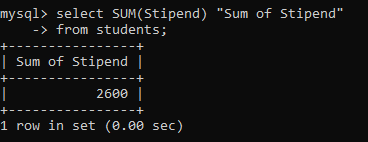 mysql> select SUM(Stipend) "Sum of Stipend"
    -> from students;
+----------------+
| Sum of Stipend |
+----------------+
|           2600 |
+----------------+
1 row in set (0.00 sec)